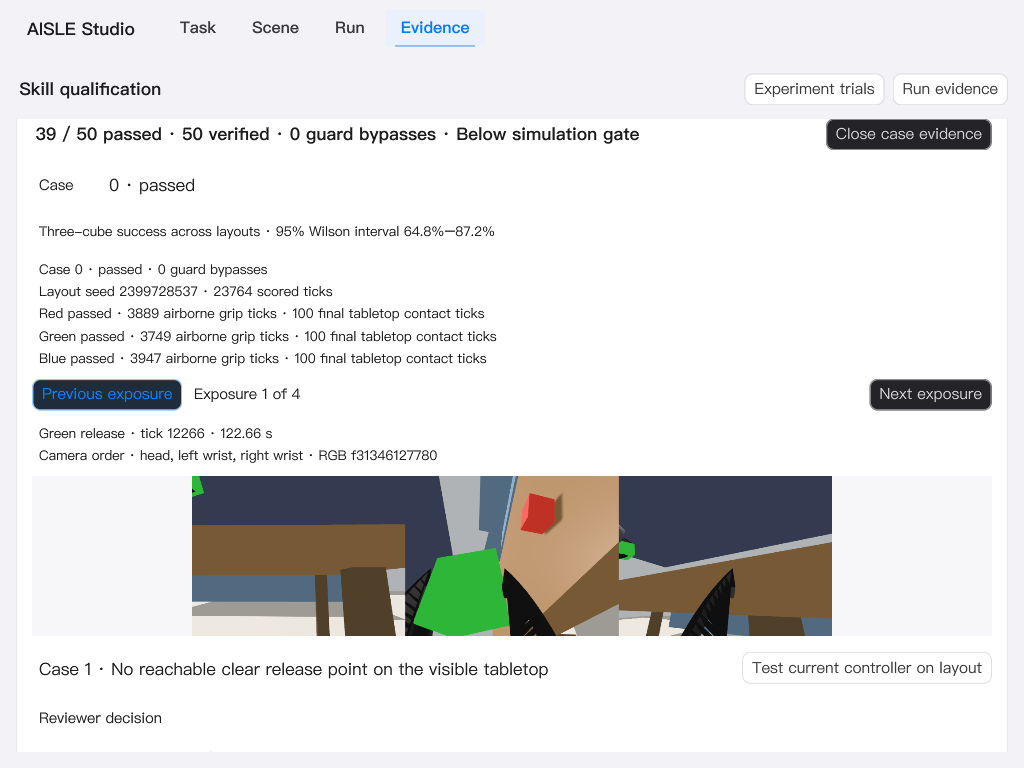 AISLE Studio Task Scene Run Evidence
Skill qualification Experiment trials Run evidence
39 / 50 passed · 50 verified · 0 guard bypasses · Below simulation gate Close case evidence
Case 0 · passed
Three–cube success across layouts · 95% Wilson interval 64.8%–87.2%
Case 0 · passed · 0 guard bypasses
Layout seed 2399728537 · 23764 scored ticks
Red passed · 3889 airborne grip ticks · 100 final tabletop contact ticks
Green passed · 3749 airborne grip ticks · 100 final tabletop contact ticks
Blue passed · 3947 airborne grip ticks · 100 final tabletop contact ticks
Previous exposure Exposure 1 of 4 Next exposure
Green release · tick 12266 · 122.66 s
Camera order · head, left wrist, right wrist · RGB f31346127780
Case 1 · No reachable clear release point on the visible tabletop Test current controller on layout
Reviewer decision